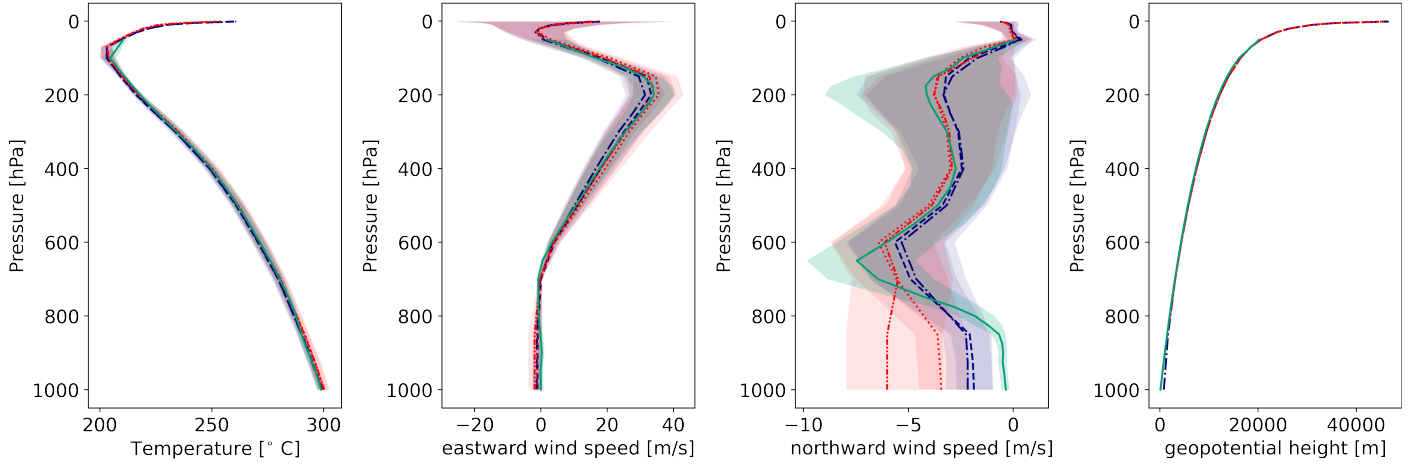 0
200
400
600
800
1000
Pressure [hPa]
200 250 300
Temperature [° C]
0
200
400
600
800
1000
Pressure [hPa]
−20 0 20 40
eastward wind speed [m/s]
0
200
400
600
800
1000
Pressure [hPa]
−10 −5 0
northward wind speed [m/s]
0
200
400
600
800
1000
Pressure [hPa]
0 20000 40000
geopotential height [m]